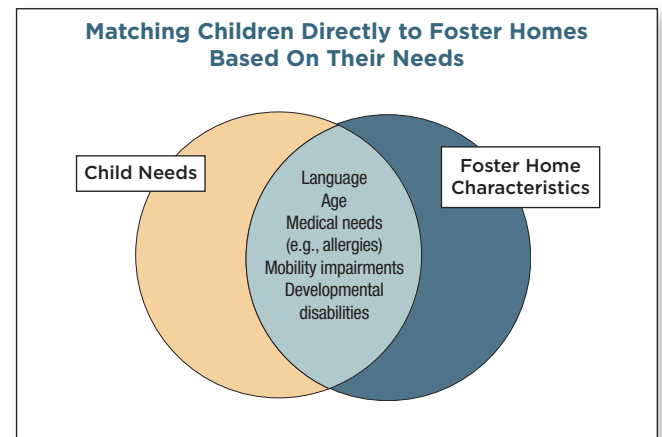 Matching Children Directly to Foster Homes
Based On Their Needs
Child Needs
Foster Home
Characteristics
Language
Age
Medical needs
(e.g., allergies)
Mobility impairments
Developmental
disabilities